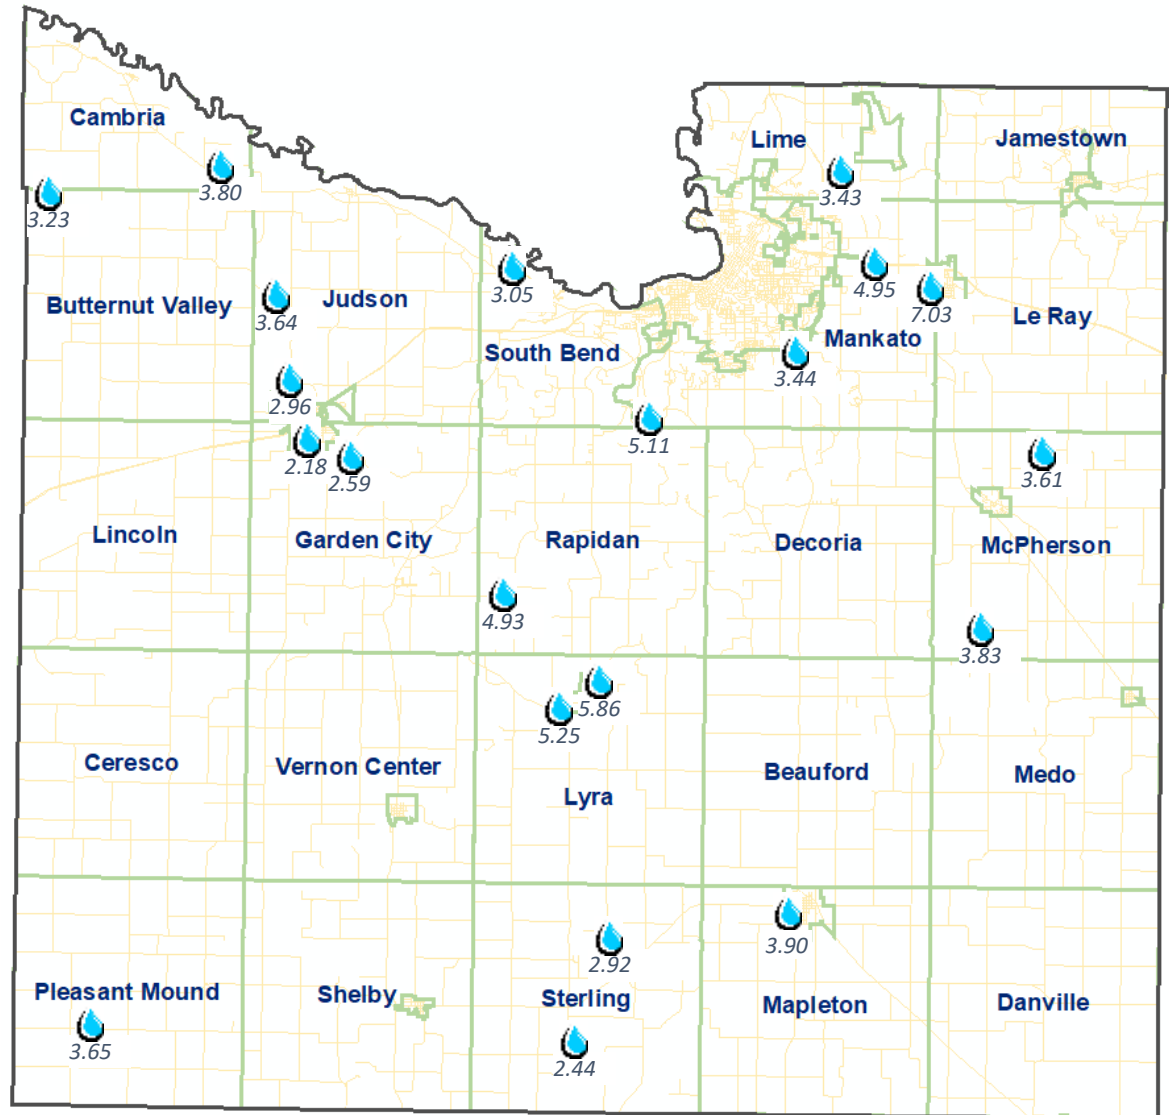 Cambria
Lime
Jamestown
3.80
3.43
3.23
3.05
4.95
Butternut Valley
Judson
7.03
Le Ray
3.64
South Bend
Mankato
3.44
2.96
5.11
2.18
2.59
3.61
Lincoln
Garden City
Rapidan
Decoria
McPherson
4.93
3.83
5.86
5.25
Ceresco
Vernon Center
Beauford
Medo
Lyra
3.90
2.92
Pleasant Mound
Shelby
Sterling
Mapleton
Danville
3.65
2.44